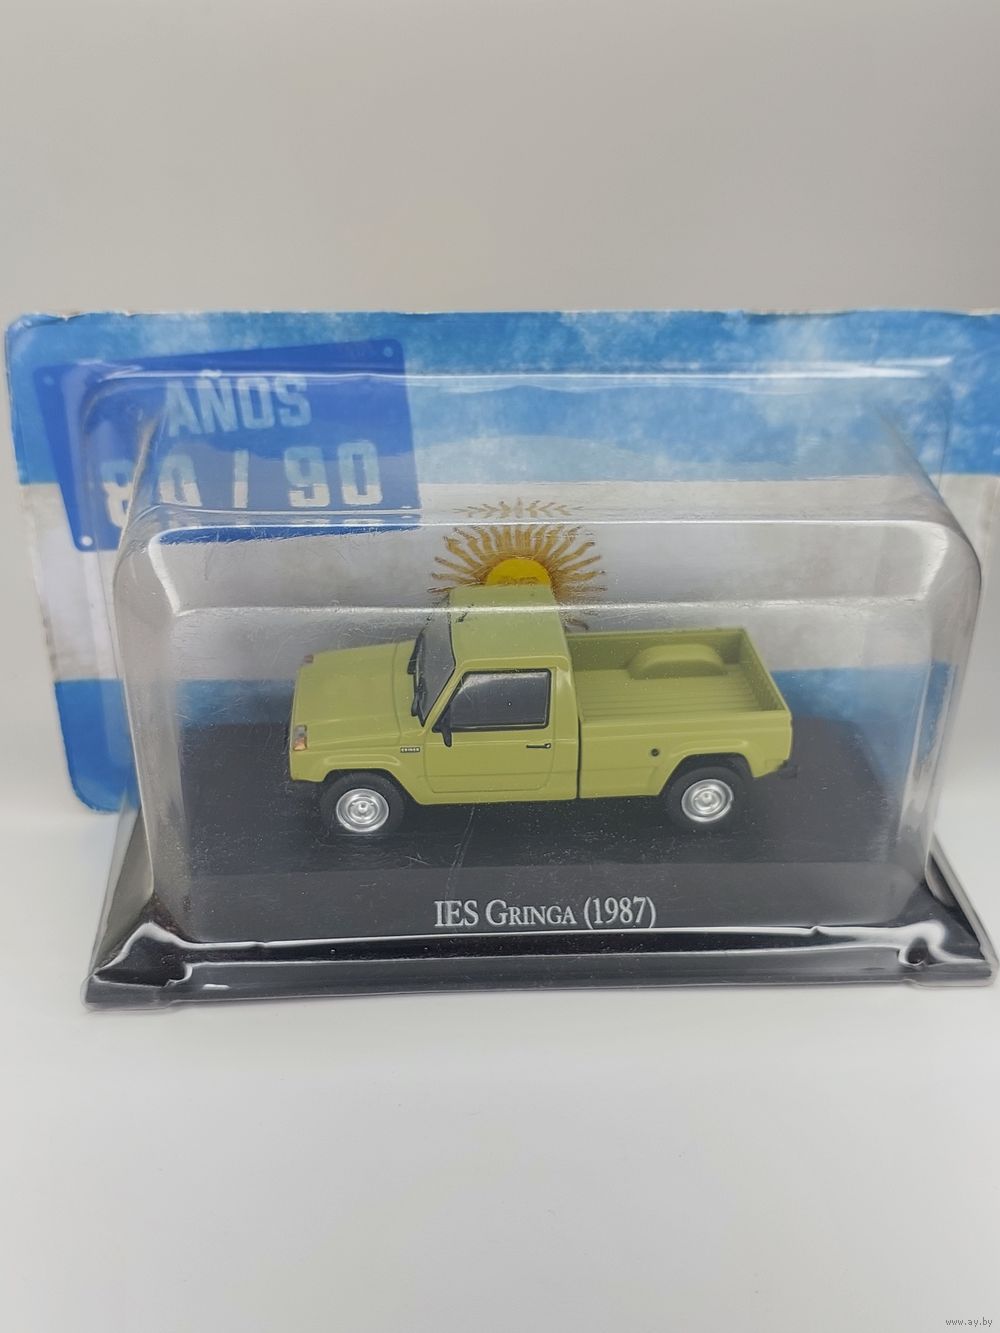 AÑOS
80 / 90
IES GRINGA (1987)
www.ay.by